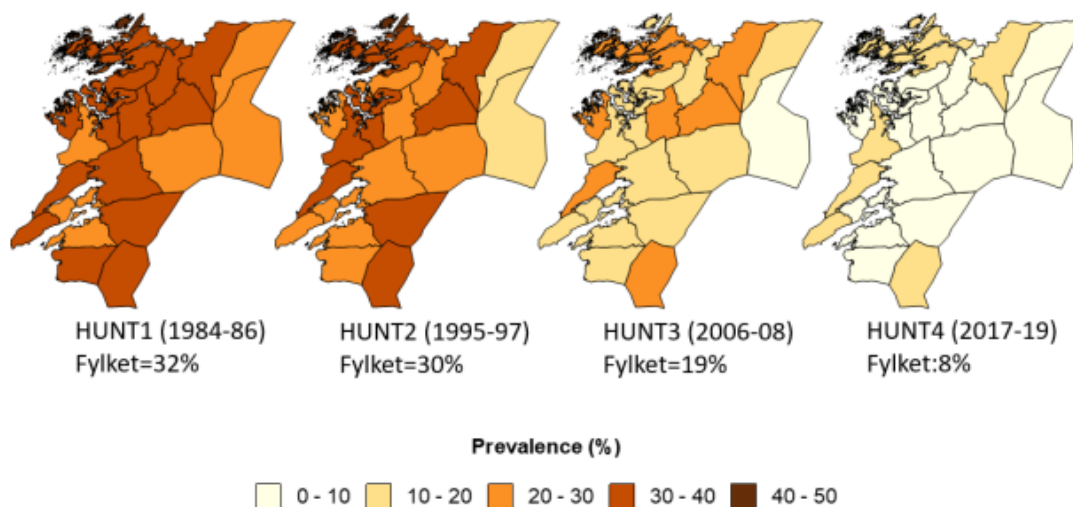 HUNT1 (1984-86)
Fylket=32%
HUNT2 (1995-97)
Fylket=30%
HUNT3 (2006-08)
Fylket=19%
HUNT4 (2017-19)
Fylket:8%
Prevalence (%)
0 - 10
10 - 20
20 - 30
30 - 40
40 - 50